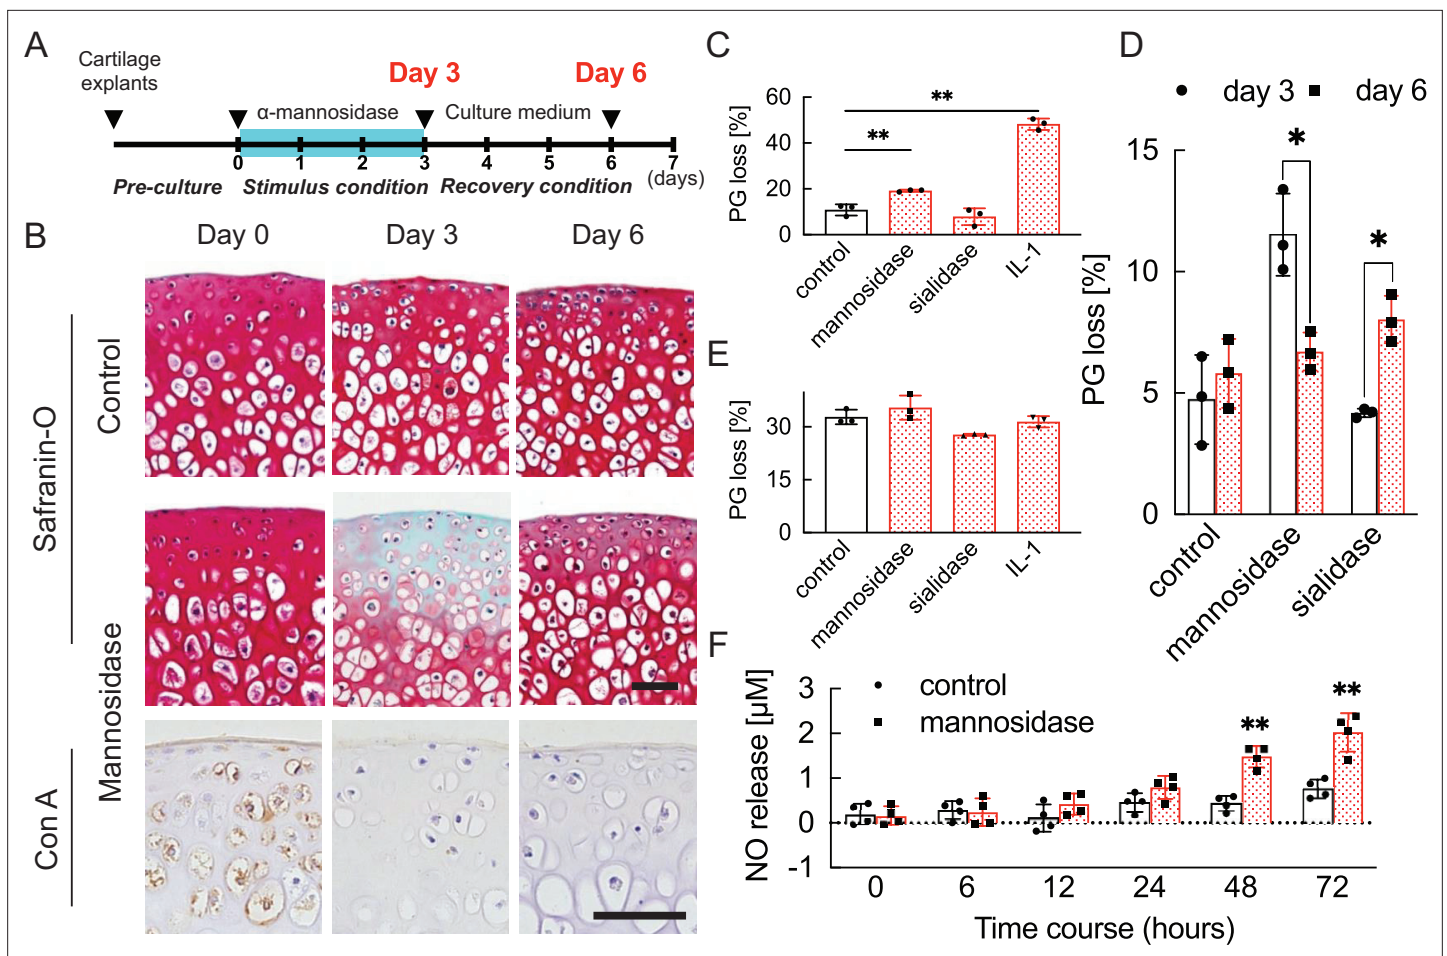 A
Cartilage
explants
Day 3
Day 6
α-mannosidase
Culture medium
0 1 2 3 4 5 6 7
(days)
Pre-culture
Stimulus condition
Recovery condition
B
Day 0
Day 3
Day 6
Safranin-O
Control
Mannosidase
Con A
C
PG loss [%]
60
40
20
0
**
**
control
mannosidase
sialidase
IL-1
D
day 3
day 6
PG loss [%]
15
10
5
0
*
*
control
mannosidase
sialidase
E
PG loss [%]
30
15
0
control
mannosidase
sialidase
IL-1
F
control
mannosidase
NO release [μM]
3
2
1
0
-1
**
**
0 6 12 24 48 72
Time course (hours)